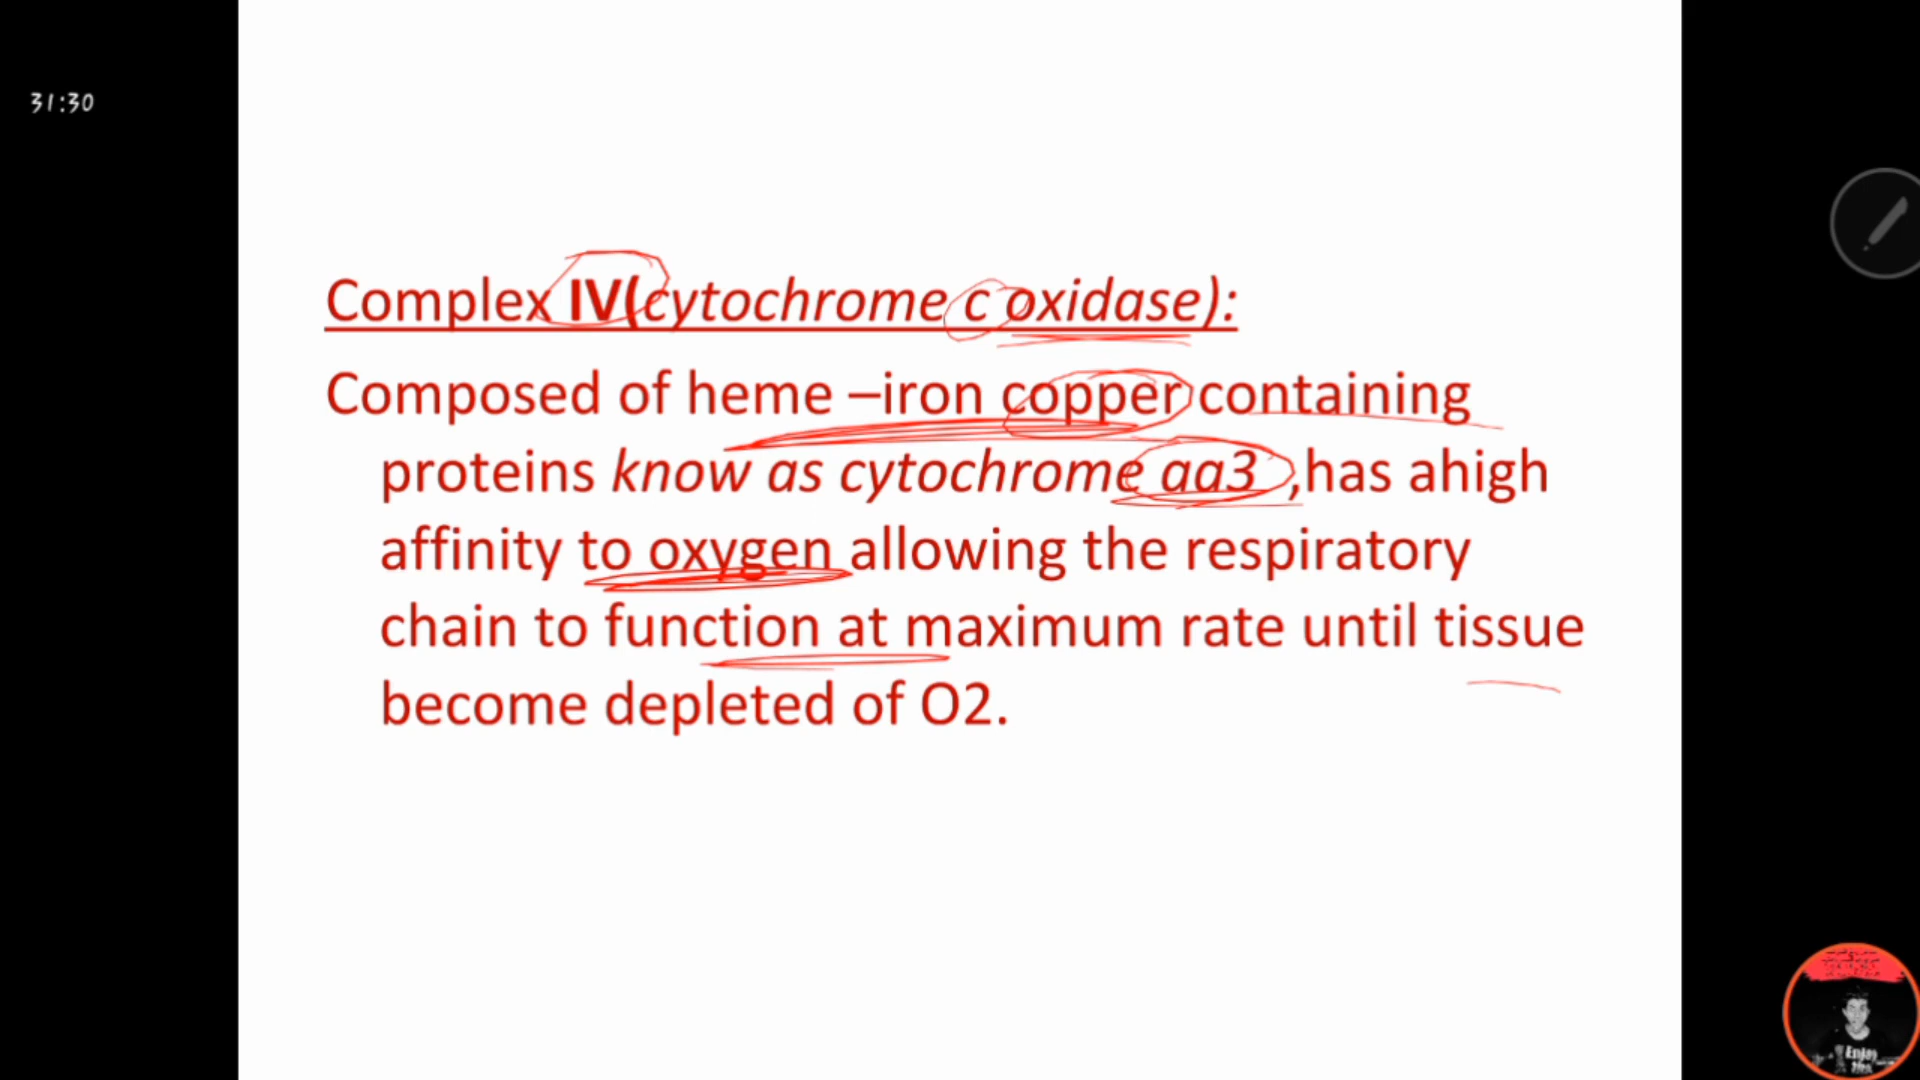 31:30
Complex IV(cytochrome c oxidase):
Composed of heme –iron copper containing
proteins know as cytochrome aa3 ,has ahigh
affinity to oxygen allowing the respiratory
chain to function at maximum rate until tissue
become depleted of O2.
Enjoy